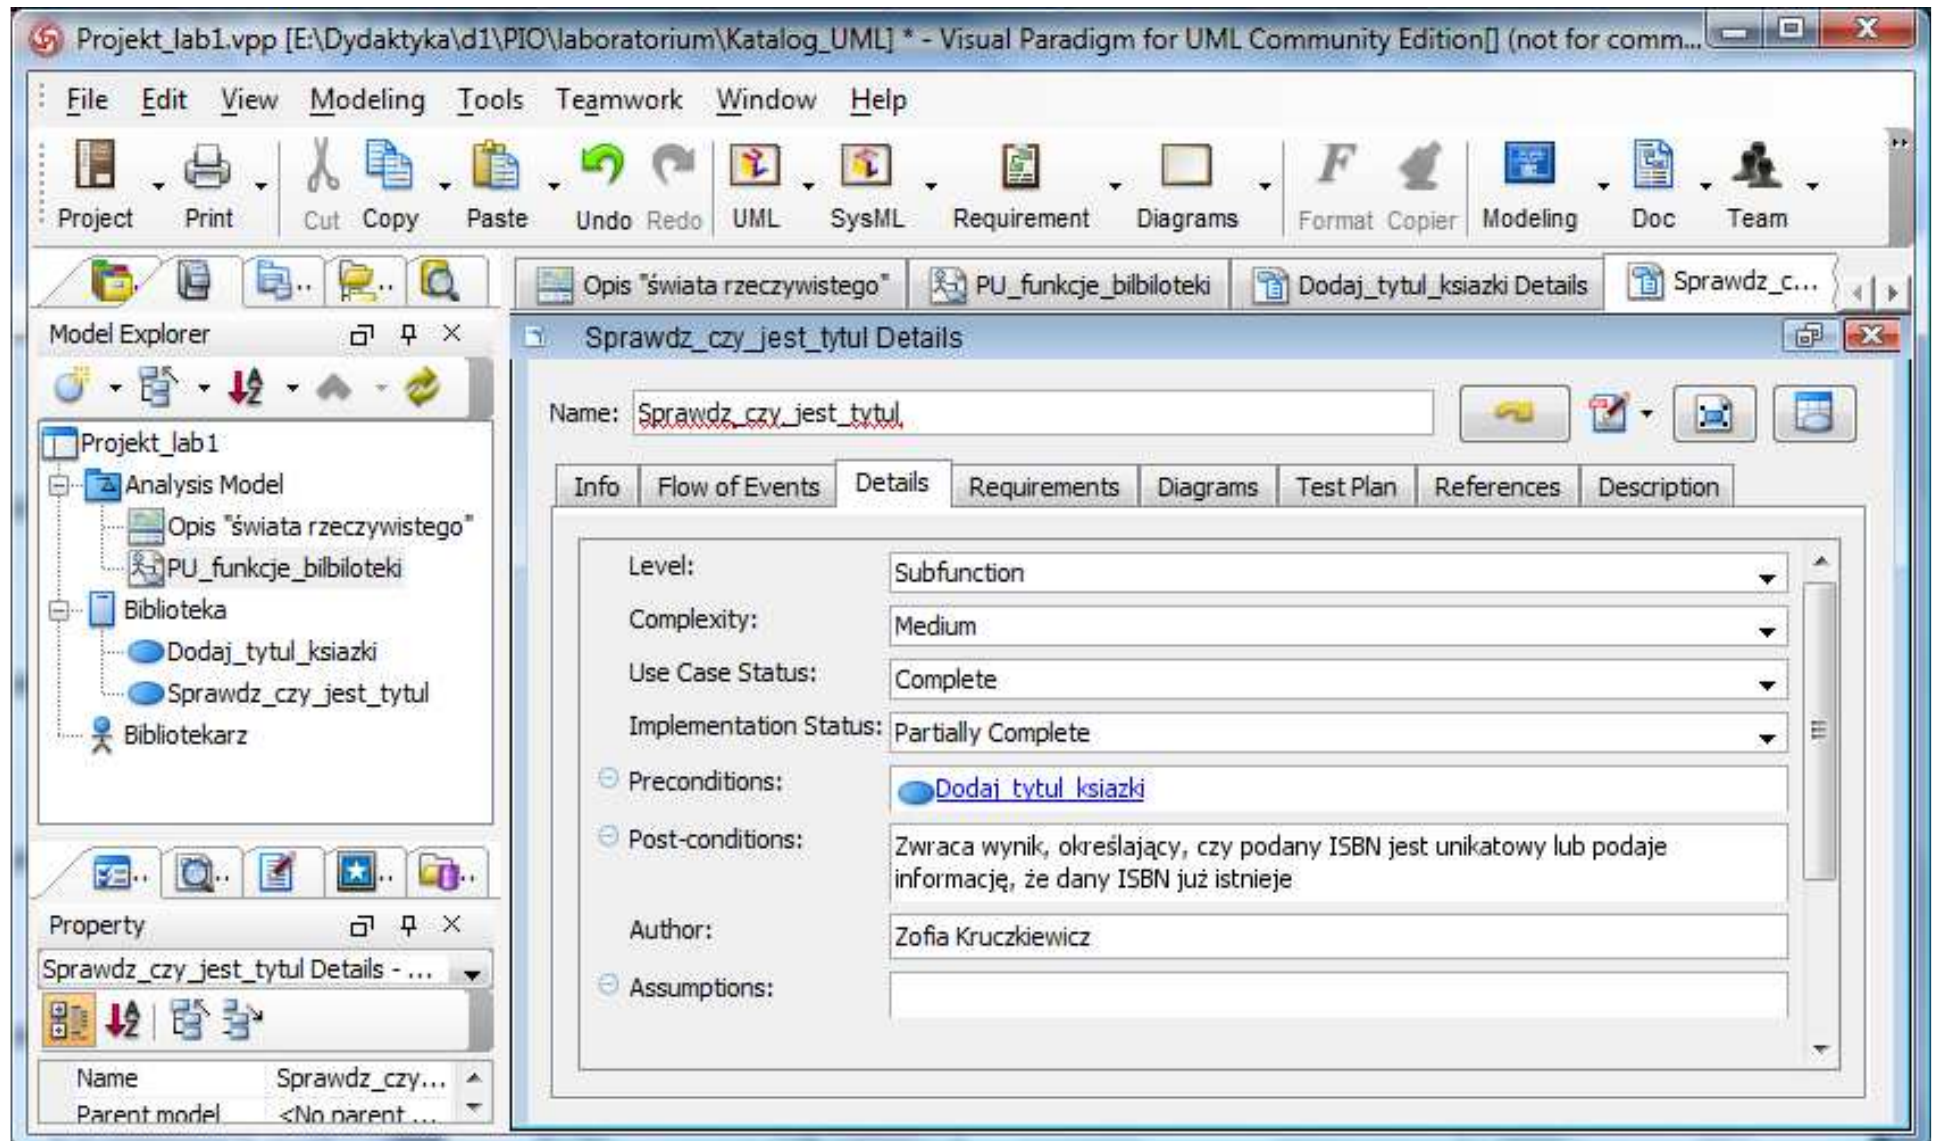 Projekt_lab1.vpp [E:\Dydaktyka\d1\PIO\laboratorium\Katalog_UML] * - Visual Paradigm for UML Community Edition[] (not for comm...
File Edit View Modeling Tools Teamwork Window Help
Project Print Cut Copy Paste Undo Redo UML SysML Requirement Diagrams Format Copier Modeling Doc Team
Opis "świata rzeczywistego" PU_funkcje_bilbiloteki Dodaj_tytul_ksiazki Details Sprawdz_c...
Model Explorer
Projekt_lab1
Analysis Model
Opis "świata rzeczywistego"
PU_funkcje_bilbiloteki
Biblioteka
Dodaj_tytul_ksiazki
Sprawdz_czy_jest_tytul
Bibliotekarz
Property
Sprawdz_czy_jest_tytul Details - ...
Name Sprawdz_czy...
Parent model <No parent ...
Sprawdz_czy_jest_tytul Details
Name: Sprawdz_czy_jest_tytul
Info Flow of Events Details Requirements Diagrams Test Plan References Description
Level: Subfunction
Complexity: Medium
Use Case Status: Complete
Implementation Status: Partially Complete
Preconditions: Dodaj_tytul_ksiazki
Post-conditions: Zwraca wynik, określający, czy podany ISBN jest unikatowy lub podaje
informację, że dany ISBN już istnieje
Author: Zofia Kruczkiewicz
Assumptions: